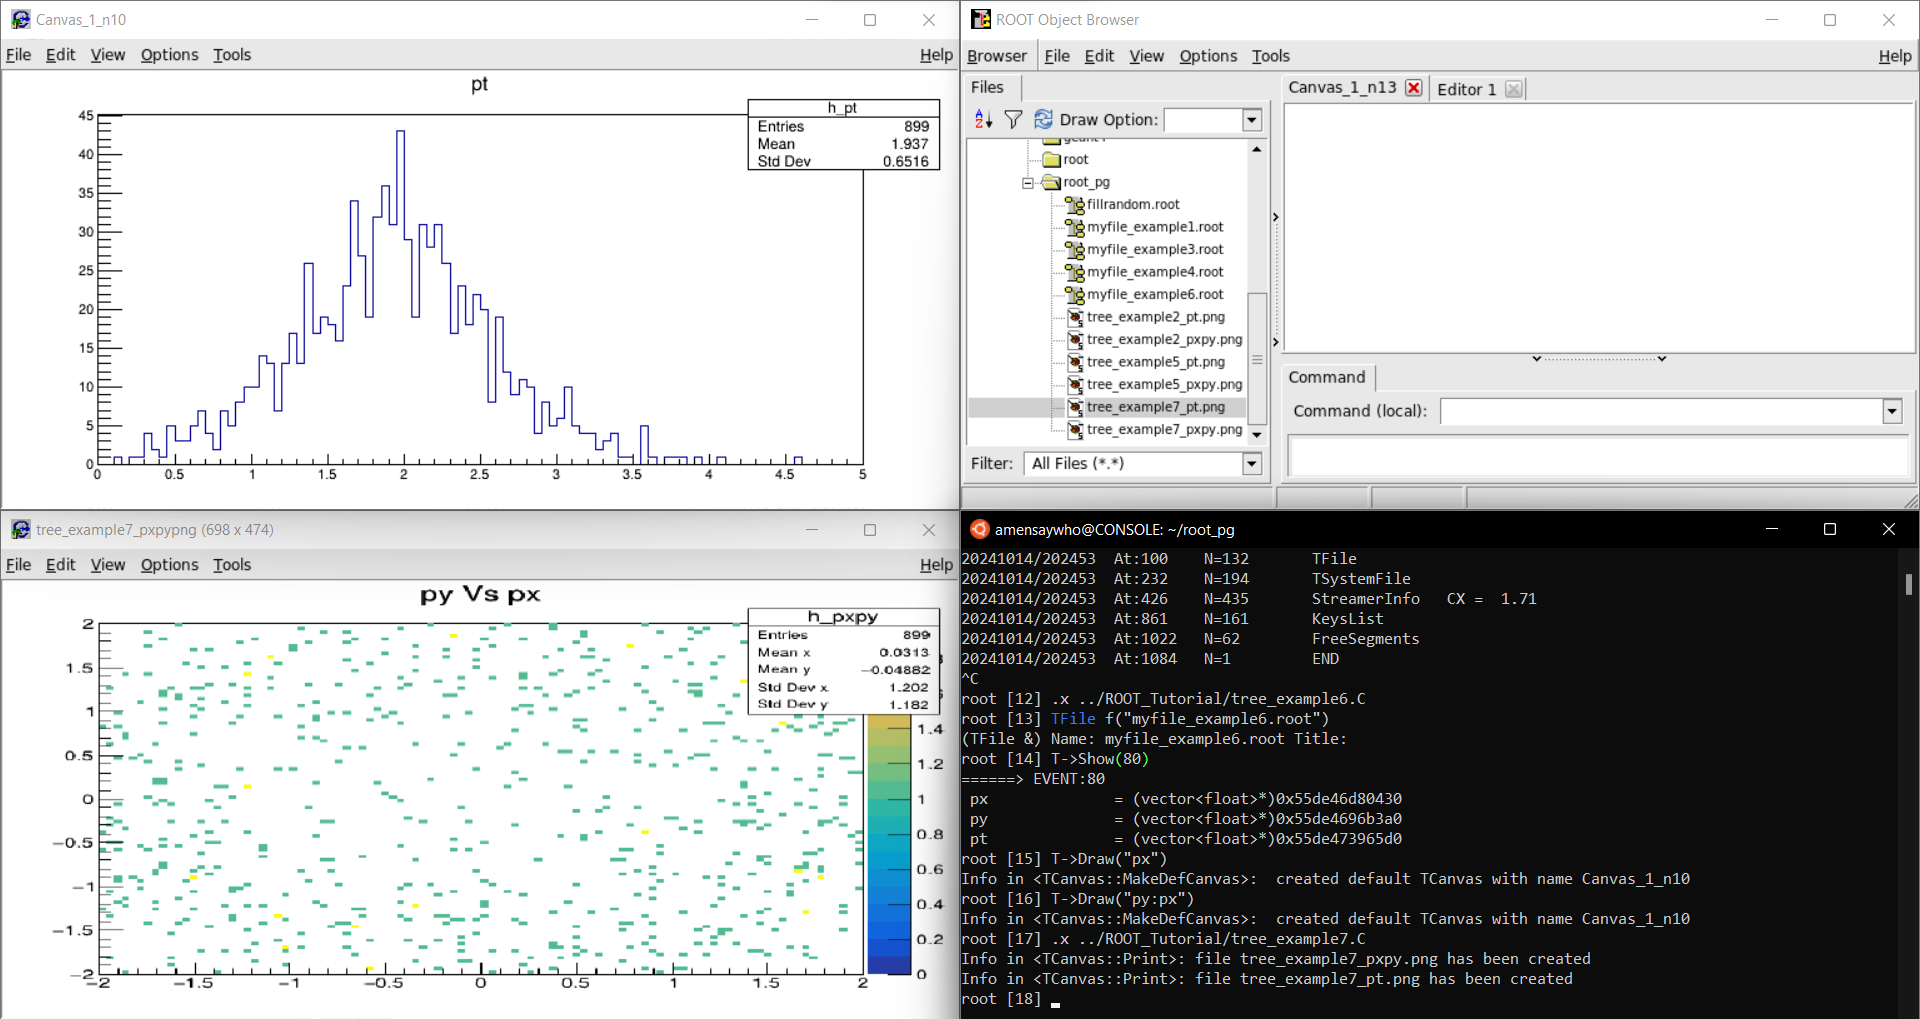 Canvas_1_n10
File Edit View Options Tools Help
pt
h_pt
Entries 899
Mean 1.937
Std Dev 0.6516
45
40
35
30
25
20
15
10
5
0
0 0.5 1 1.5 2 2.5 3 3.5 4 4.5 5
ROOT Object Browser
Browser File Edit View Options Tools Help
Files
Canvas_1_n13 Editor 1
Draw Option:
root
root_pg
fillrandom.root
myfile_example1.root
myfile_example3.root
myfile_example4.root
myfile_example6.root
tree_example2_pt.png
tree_example2_pxpy.png
tree_example5_pt.png
tree_example5_pxpy.png
tree_example7_pt.png
tree_example7_pxpy.png
Filter: All Files (*.*)
Command
Command (local):
tree_example7_pxpypng (698 x 474)
File Edit View Options Tools Help
py Vs px
h_pxpy
Entries 899
Mean x 0.0313
Mean y -0.04882
Std Dev x 1.202
Std Dev y 1.182
2
1.5
1
0.5
0
-0.5
-1
-1.5
-2
-2 -1.5 -1 -0.5 0 0.5 1 1.5 2
1.4
1.2
1
0.8
0.6
0.4
0.2
0
amensaywho@CONSOLE: ~/root_pg
20241014/202453 At:100 N=132 TFile
20241014/202453 At:232 N=194 TSystemFile
20241014/202453 At:426 N=435 StreamerInfo CX = 1.71
20241014/202453 At:861 N=161 KeysList
20241014/202453 At:1022 N=62 FreeSegments
20241014/202453 At:1084 N=1 END
^C
root [12] .x ../ROOT_Tutorial/tree_example6.C
root [13] TFile f("myfile_example6.root")
(TFile &) Name: myfile_example6.root Title:
root [14] T->Show(80)
======> EVENT:80
px = (vector<float>*)0x55de46d80430
py = (vector<float>*)0x55de4696b3a0
pt = (vector<float>*)0x55de473965d0
root [15] T->Draw("px")
Info in <TCanvas::MakeDefCanvas>: created default TCanvas with name Canvas_1_n10
root [16] T->Draw("py:px")
Info in <TCanvas::MakeDefCanvas>: created default TCanvas with name Canvas_1_n10
root [17] .x ../ROOT_Tutorial/tree_example7.C
Info in <TCanvas::Print>: file tree_example7_pxpy.png has been created
Info in <TCanvas::Print>: file tree_example7_pt.png has been created
root [18]